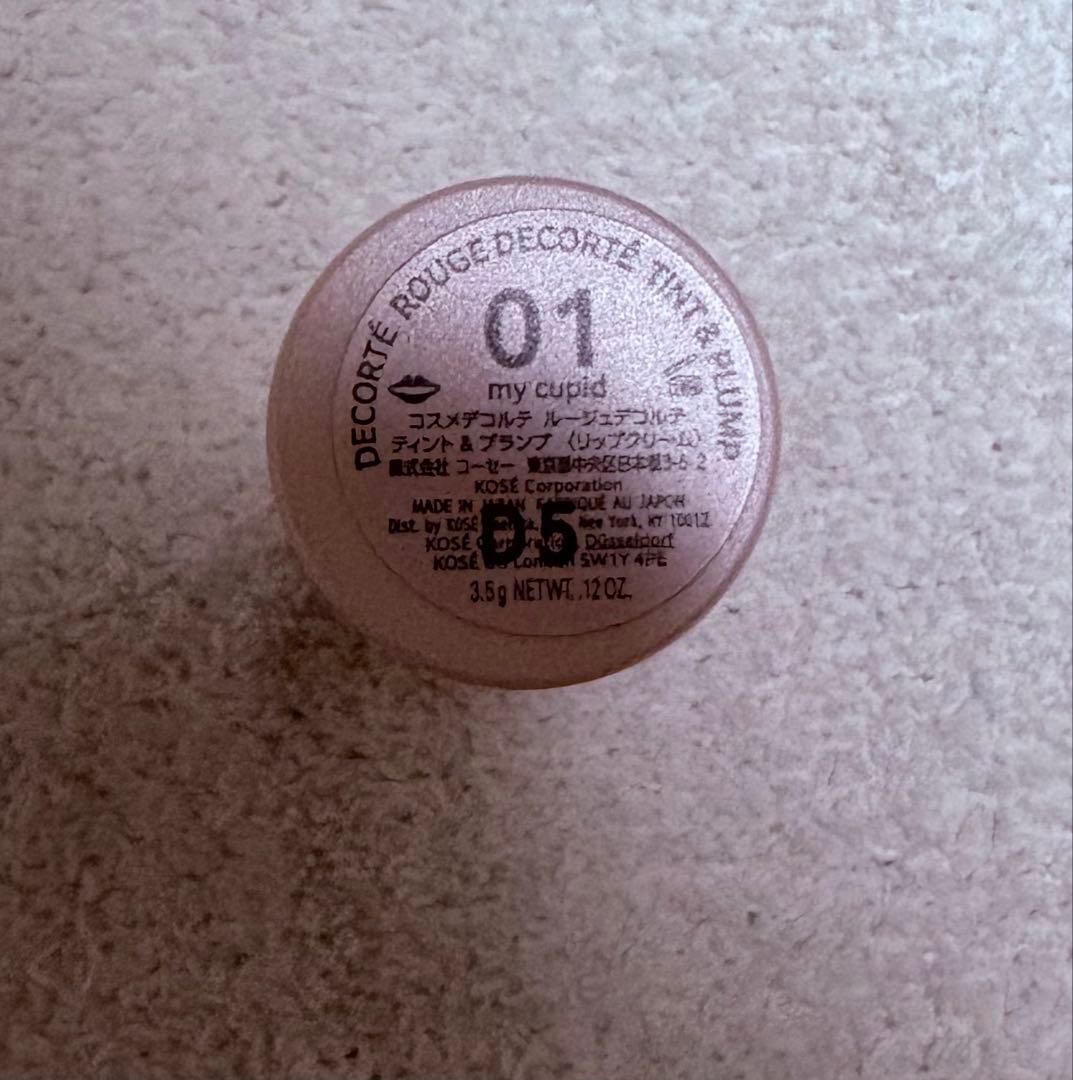 DECORTÉ ROUGE DECORTÉ TINT & PLUMP
01
my cupid
コスメデコルテ ルージュデコルテ
ティント & プランプ 〈リップクリーム〉
株式会社 コーセー 東京都中央区日本橋3-6-2
KOSÉ Corporation
MADE IN JAPAN FABRIQUÉ AU JAPON
Dist. by KOSÉ New York, NY 10012
D5
KOSÉ Corporation Düsseldorf
KOSÉ London SW1Y
3.5g NET WT. .12 OZ.